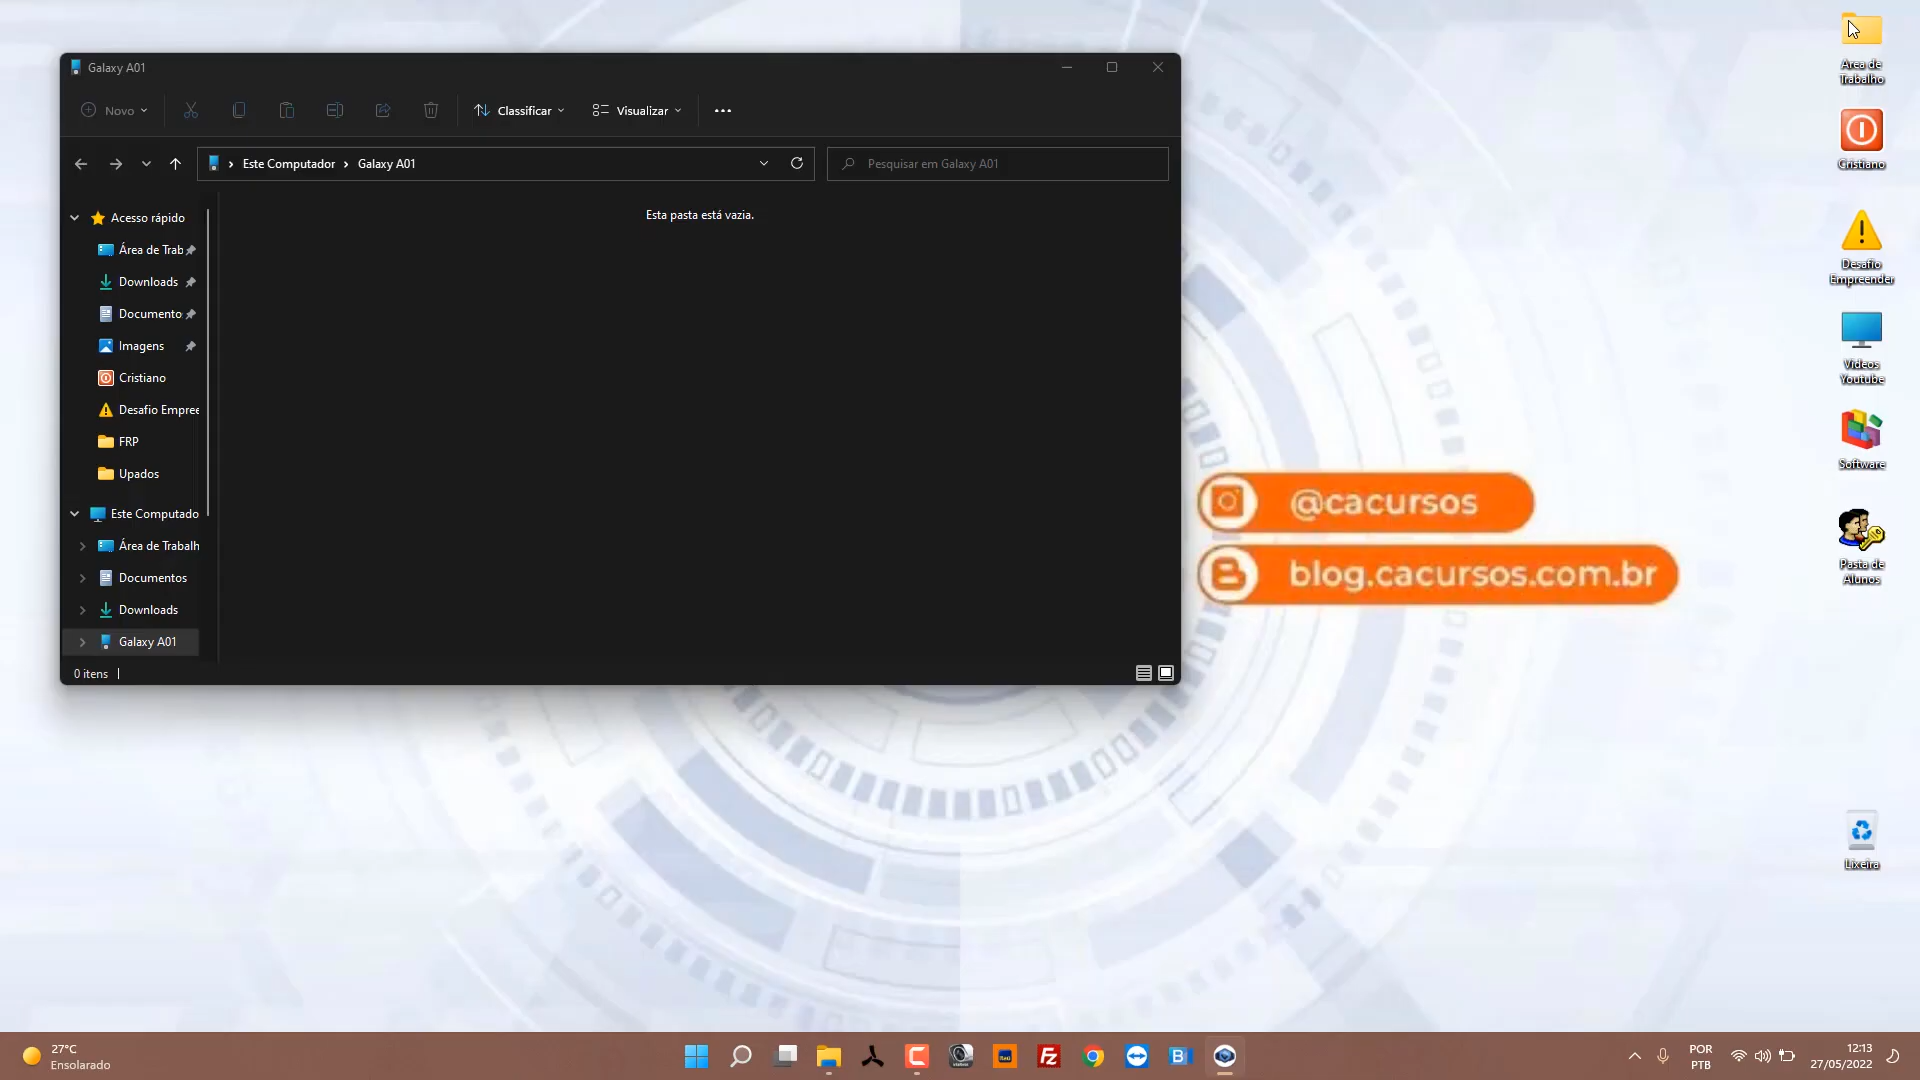 Galaxy A01
Novo
Classificar
Visualizar
Este Computador
Galaxy A01
Pesquisar em Galaxy A01
Esta pasta está vazia.
Acesso rápido
Área de Trab
Downloads
Documento
Imagens
Cristiano
Desafio Empree
FRP
Upados
Este Computado
Área de Trabalh
Documentos
Downloads
Galaxy A01
0 itens
@cacursos
blog.cacursos.com.br
Área de
Trabalho
Cristiano
Desafio
Empreender
Videos
Youtube
Software
Pasta de
Alunos
Lixeira
27°C
Ensolarado
POR
PTB
12:13
27/05/2022